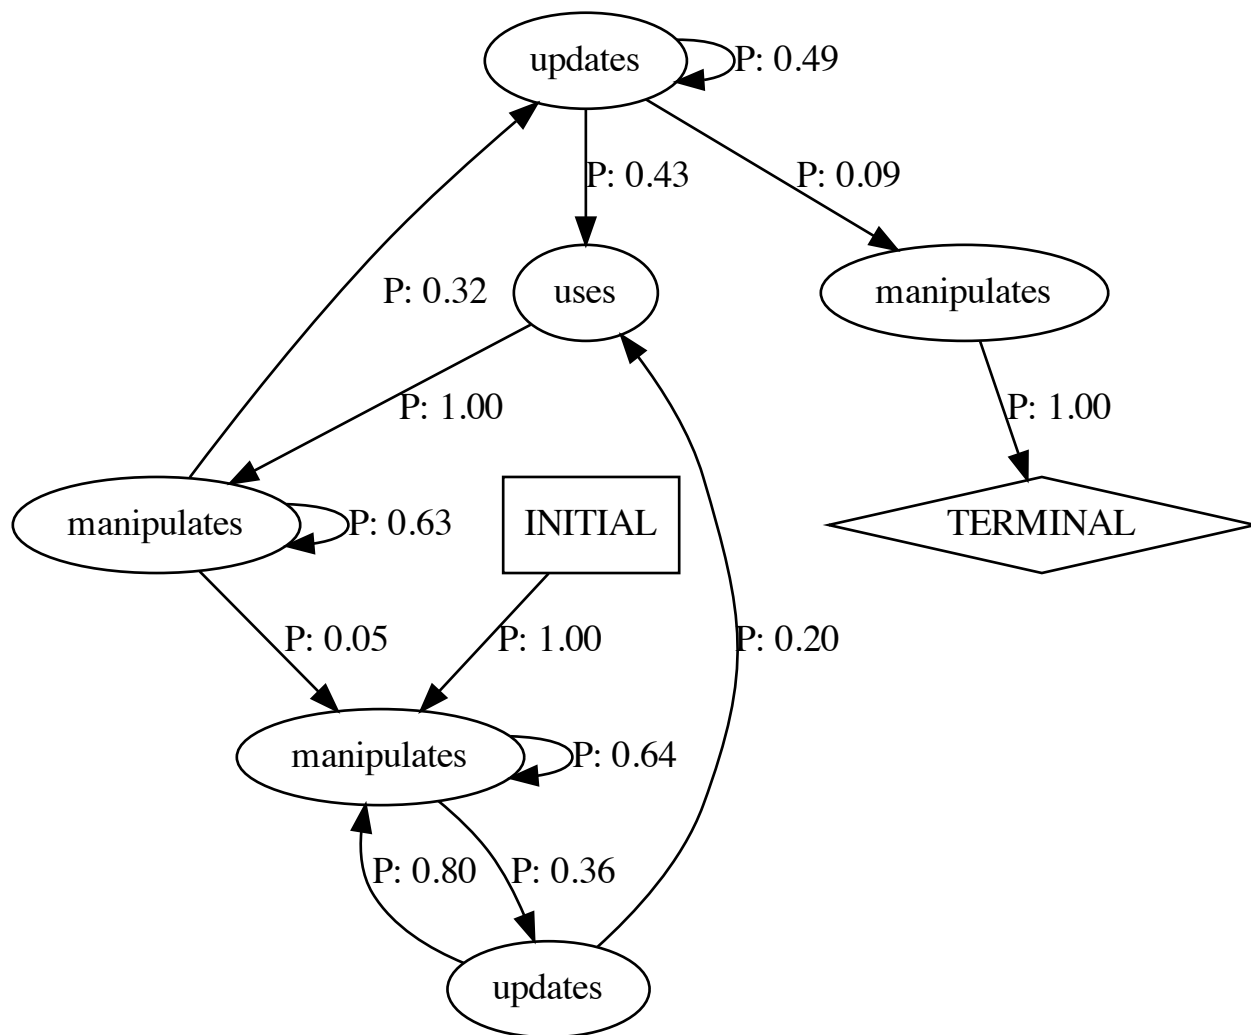 updates
P: 0.49
P: 0.43
P: 0.09
P: 0.32
uses
manipulates
P: 1.00
P: 1.00
manipulates
P: 0.63
INITIAL
TERMINAL
P: 0.05
P: 1.00
P: 0.20
manipulates
P: 0.64
P: 0.80
P: 0.36
updates